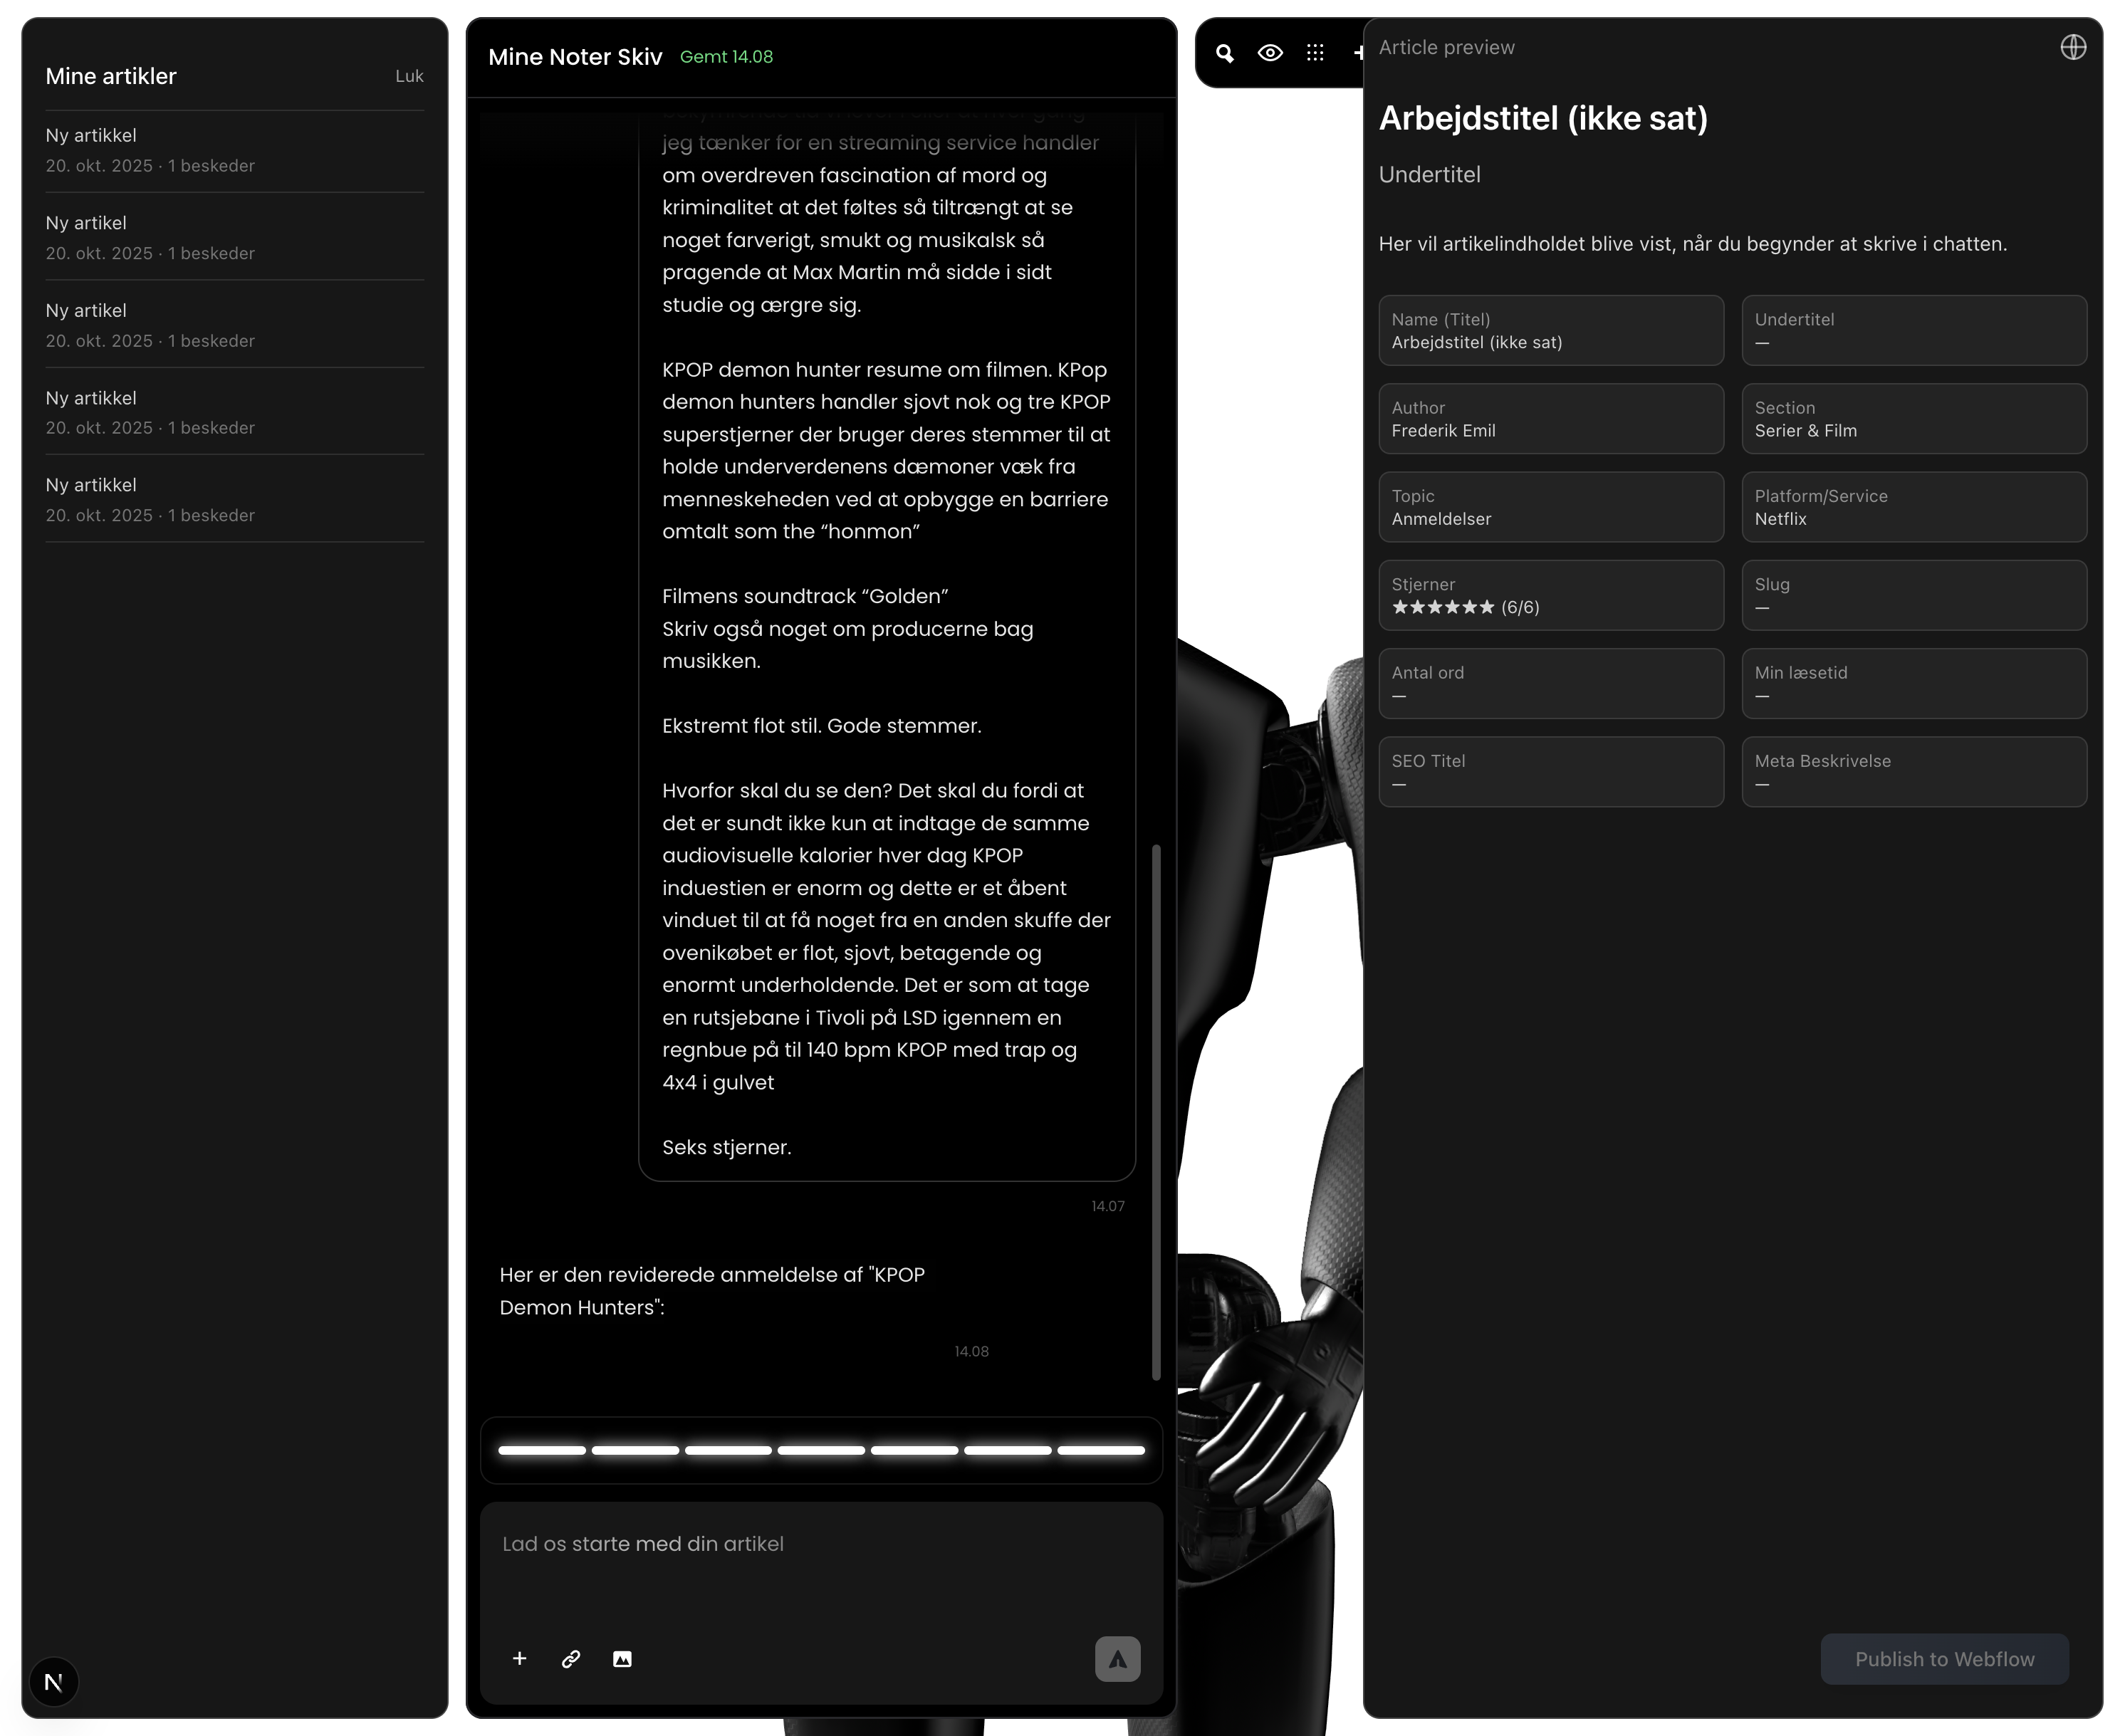 Mine artikler
Luk
Ny artikkel
20. okt. 2025 · 1 beskeder
Ny artikel
20. okt. 2025 · 1 beskeder
Ny artikel
20. okt. 2025 · 1 beskeder
Ny artikkel
20. okt. 2025 · 1 beskeder
Ny artikkel
20. okt. 2025 · 1 beskeder
N
Mine Noter Skiv
Gemt 14.08
jeg tænker for en streaming service handler
om overdreven fascination af mord og
kriminalitet at det føltes så tiltrængt at se
noget farverigt, smukt og musikalsk så
pragende at Max Martin må sidde i sidt
studie og ærgre sig.
KPOP demon hunter resume om filmen. KPop
demon hunters handler sjovt nok og tre KPOP
superstjerner der bruger deres stemmer til at
holde underverdenens dæmoner væk fra
menneskeheden ved at opbygge en barriere
omtalt som the “honmon”
Filmens soundtrack “Golden”
Skriv også noget om producerne bag
musikken.
Ekstremt flot stil. Gode stemmer.
Hvorfor skal du se den? Det skal du fordi at
det er sundt ikke kun at indtage de samme
audiovisuelle kalorier hver dag KPOP
induestien er enorm og dette er et åbent
vinduet til at få noget fra en anden skuffe der
ovenikøbet er flot, sjovt, betagende og
enormt underholdende. Det er som at tage
en rutsjebane i Tivoli på LSD igennem en
regnbue på til 140 bpm KPOP med trap og
4x4 i gulvet
Seks stjerner.
14.07
Her er den reviderede anmeldelse af "KPOP
Demon Hunters":
14.08
Lad os starte med din artikel
Article preview
Arbejdstitel (ikke sat)
Undertitel
Her vil artikelindholdet blive vist, når du begynder at skrive i chatten.
Name (Titel)
Arbejdstitel (ikke sat)
Undertitel
—
Author
Frederik Emil
Section
Serier & Film
Topic
Anmeldelser
Platform/Service
Netflix
Stjerner
★★★★★★ (6/6)
Slug
—
Antal ord
—
Min læsetid
—
SEO Titel
—
Meta Beskrivelse
—
Publish to Webflow